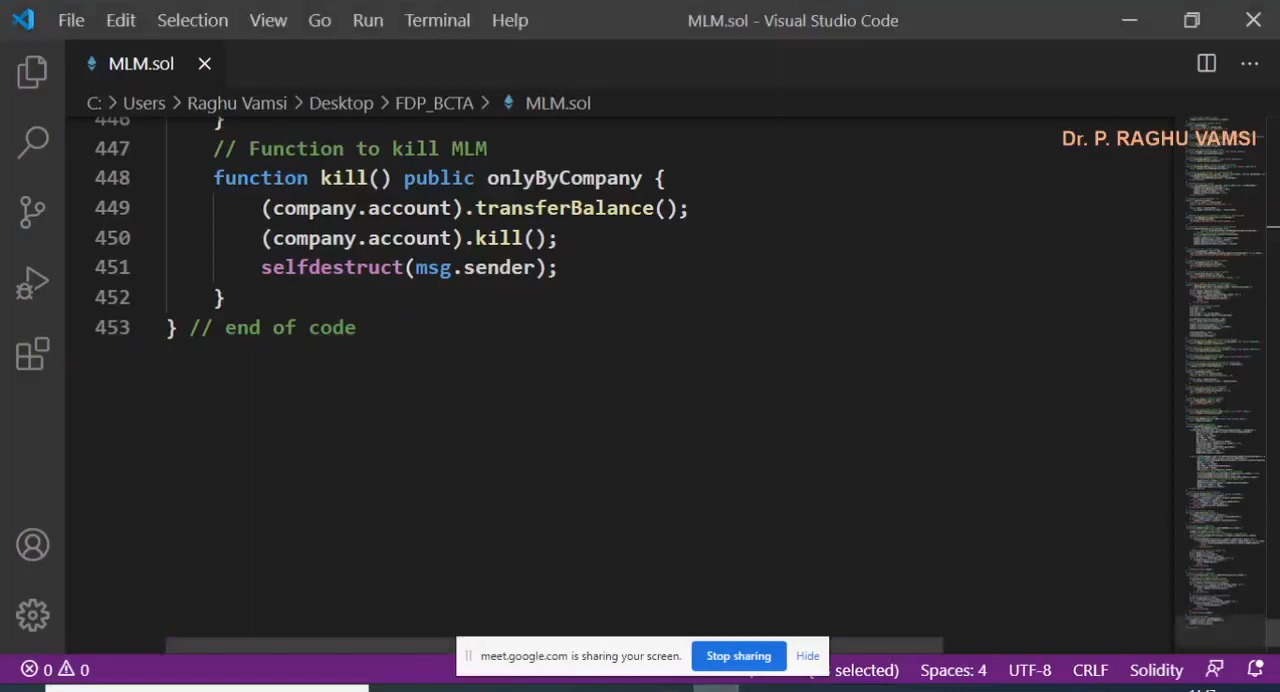 File Edit Selection View Go Run Terminal Help MLM.sol - Visual Studio Code
MLM.sol
C: > Users > Raghu Vamsi > Desktop > FDP_BCTA > MLM.sol
Dr. P. RAGHU VAMSI
446 }
447 // Function to kill MLM
448 function kill() public onlyByCompany {
449 (company.account).transferBalance();
450 (company.account).kill();
451 selfdestruct(msg.sender);
452 }
453 } // end of code
meet.google.com is sharing your screen. Stop sharing Hide
0 0 selected) Spaces: 4 UTF-8 CRLF Solidity